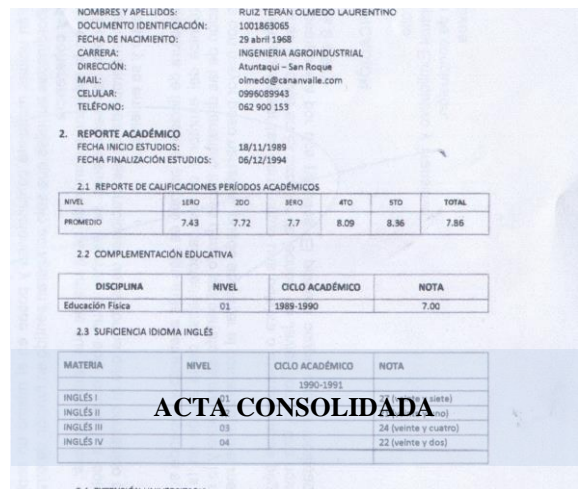 NOMBRES Y APELLIDOS: RUIZ TERÁN OLMEDO LAURENTINO
DOCUMENTO IDENTIFICACIÓN: 1001863065
FECHA DE NACIMIENTO: 29 abril 1968
CARRERA: INGENIERIA AGROINDUSTRIAL
DIRECCIÓN: Atuntaqui – San Roque
MAIL: olmedo@cananvalle.com
CELULAR: 0996089943
TELÉFONO: 062 900 153
2. REPORTE ACADÉMICO
FECHA INICIO ESTUDIOS: 18/11/1989
FECHA FINALIZACIÓN ESTUDIOS: 06/12/1994
2.1 REPORTE DE CALIFICACIONES PERÍODOS ACADÉMICOS
NIVEL 1ERO 2DO 3ERO 4TO 5TO TOTAL
PROMEDIO 7.43 7.72 7.7 8.09 8.36 7.86
2.2 COMPLEMENTACIÓN EDUCATIVA
DISCIPLINA NIVEL CICLO ACADÉMICO NOTA
Educación Física 01 1989-1990 7.00
2.3 SUFICIENCIA IDIOMA INGLÉS
MATERIA NIVEL CICLO ACADÉMICO NOTA
1990-1991
INGLÉS I 01 27 (veinte y siete)
ACTA CONSOLIDADA
INGLÉS II
INGLÉS III 03 24 (veinte y cuatro)
INGLÉS IV 04 22 (veinte y dos)